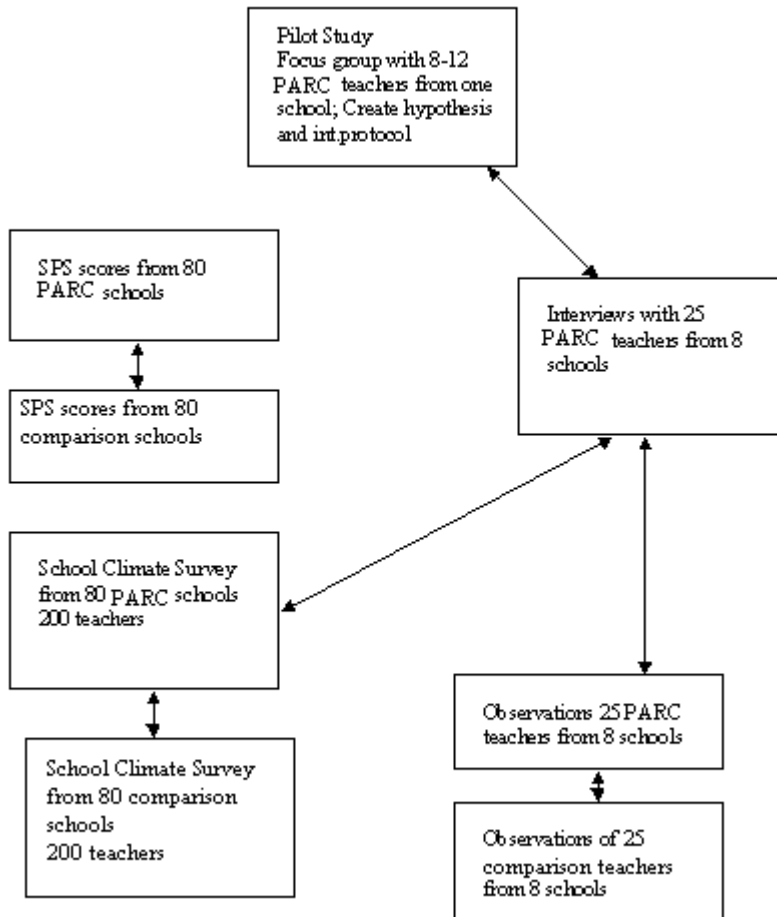 Pilot Study
Focus group with 8-12
PARC teachers from one
school; Create hypothesis
and int.protocol
SPS scores from 80
PARC schools
Interviews with 25
PARC teachers from 8
schools
SPS scores from 80
comparison schools
School Climate Survey
from 80 PARC schools
200 teachers
Observations 25 PARC
teachers from 8 schools
School Climate Survey
from 80 comparison
schools
200 teachers
Observations of 25
comparison teachers
from 8 schools